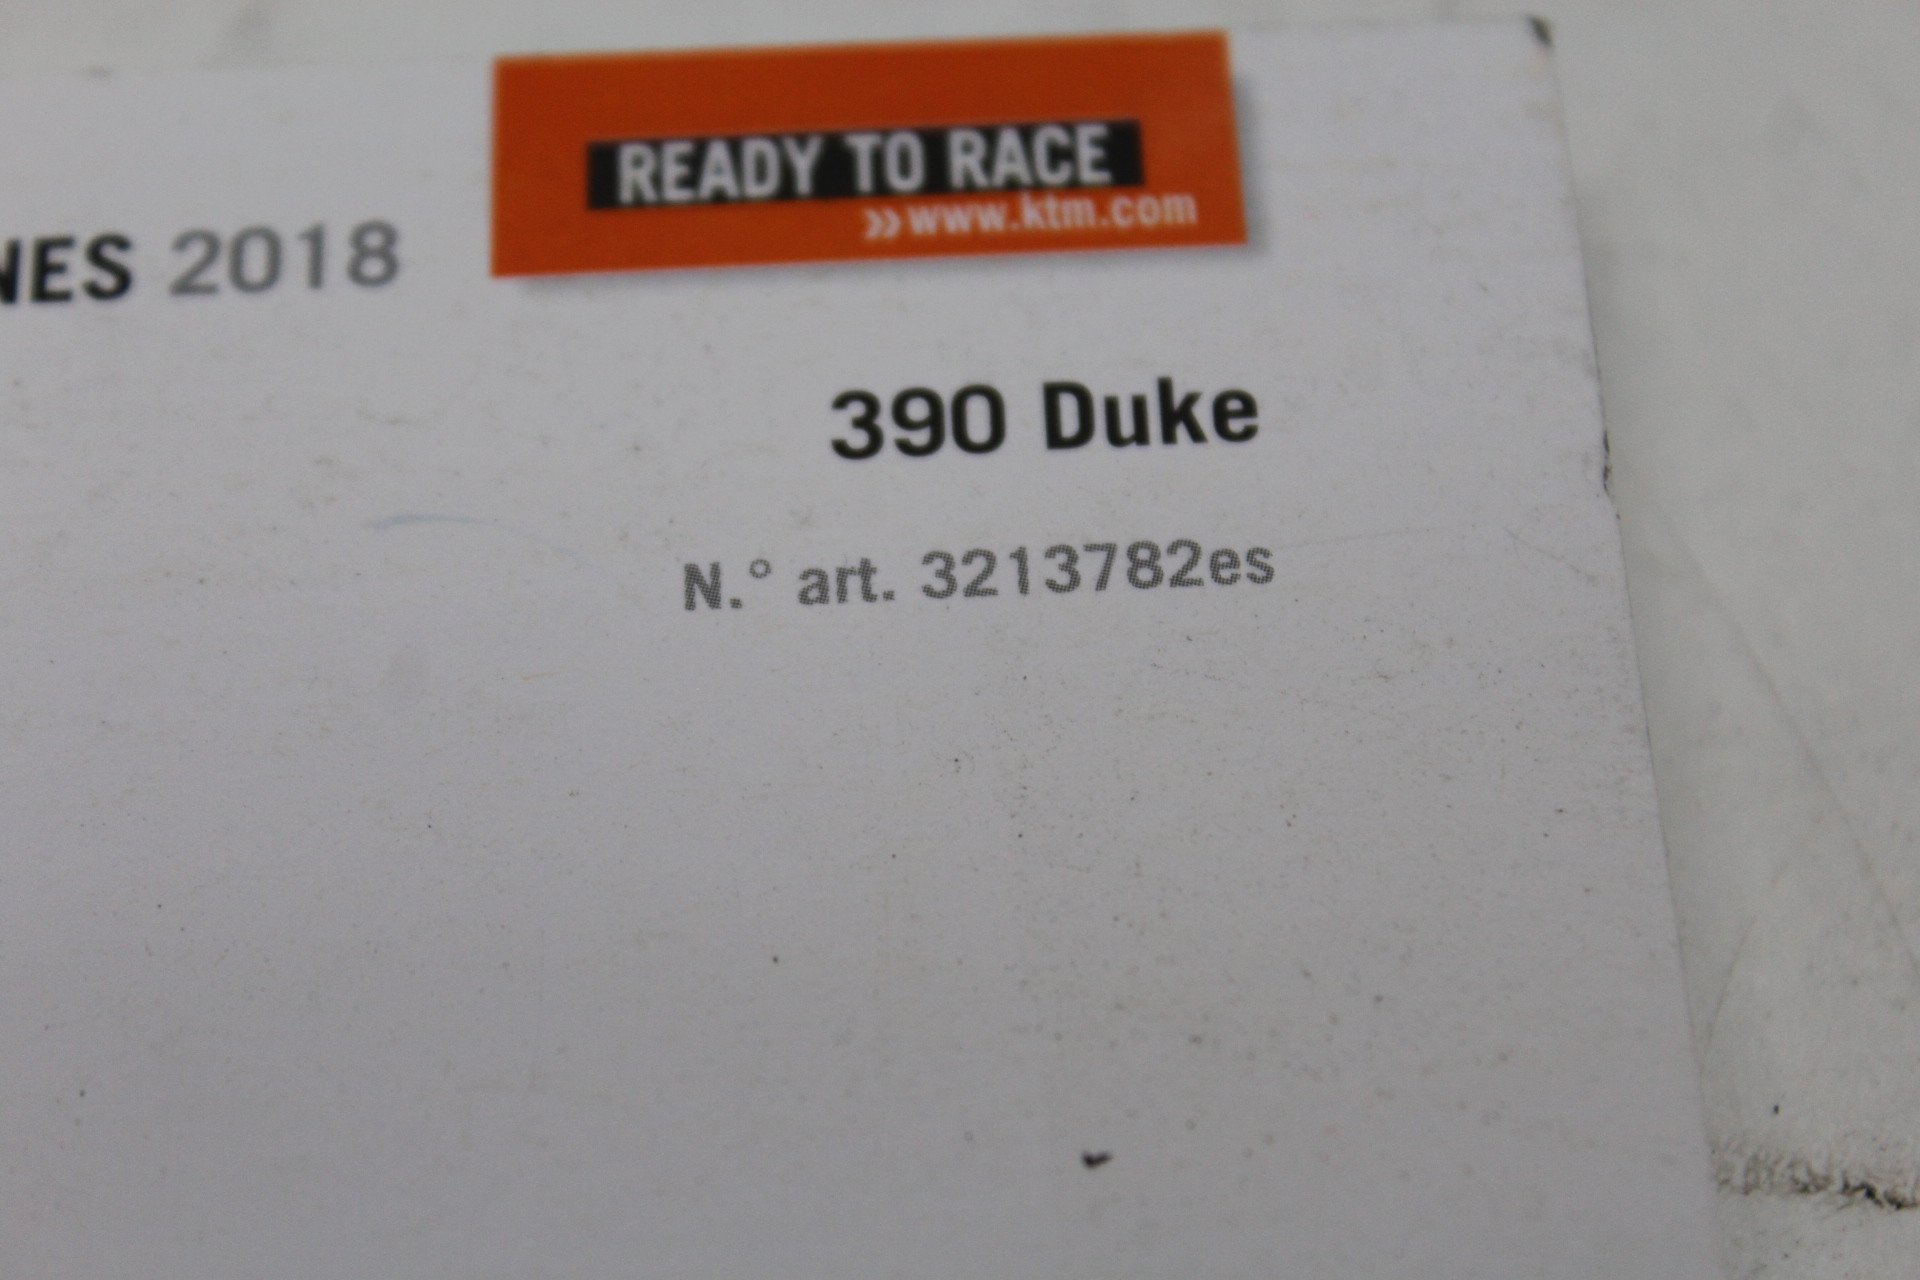 READY TO RACE
»www.ktm.com
NES 2018
390 Duke
N.° art. 3213782es